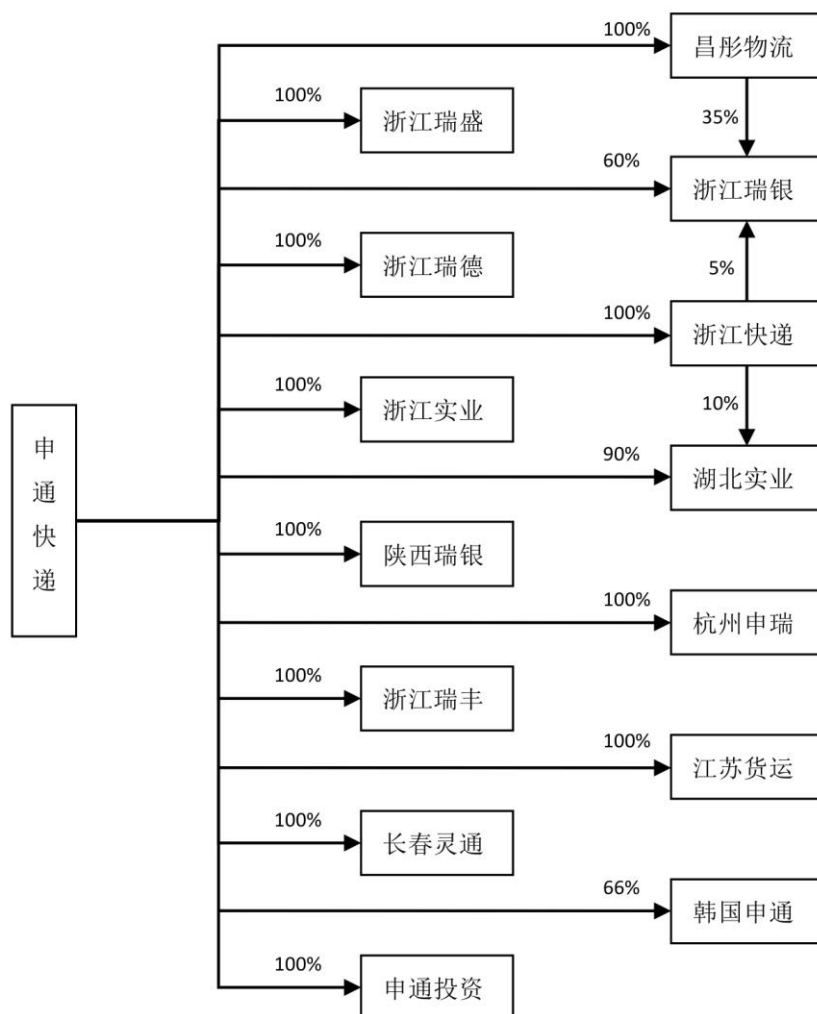 100%
昌彤物流
100%
浙江瑞盛
35%
60%
浙江瑞银
100%
浙江瑞德
5%
100%
浙江快递
100%
浙江实业
10%
申通快递
90%
湖北实业
100%
陕西瑞银
100%
杭州申瑞
100%
浙江瑞丰
100%
江苏货运
100%
长春灵通
66%
韩国申通
100%
申通投资